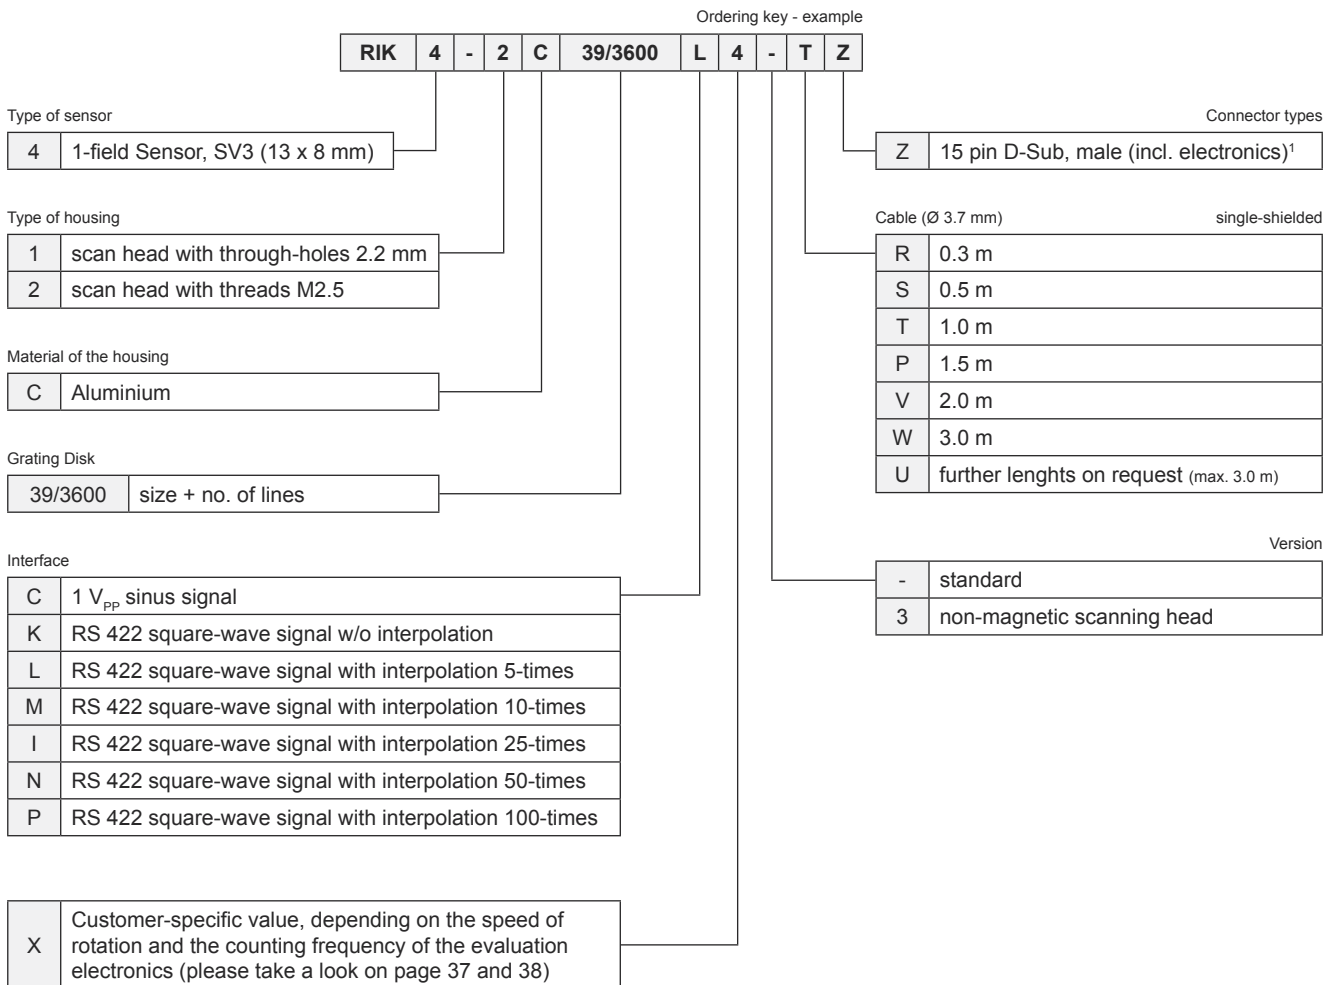 Ordering key - example
RIK 4 - 2 C 39/3600 L 4 - T Z
Type of sensor
4 1-field Sensor, SV3 (13 x 8 mm)
Type of housing
1 scan head with through-holes 2.2 mm
2 scan head with threads M2.5
Material of the housing
C Aluminium
Grating Disk
39/3600 size + no. of lines
Interface
C 1 VPP sinus signal
K RS 422 square-wave signal w/o interpolation
L RS 422 square-wave signal with interpolation 5-times
M RS 422 square-wave signal with interpolation 10-times
I RS 422 square-wave signal with interpolation 25-times
N RS 422 square-wave signal with interpolation 50-times
P RS 422 square-wave signal with interpolation 100-times
X Customer-specific value, depending on the speed of
rotation and the counting frequency of the evaluation
electronics (please take a look on page 37 and 38)
Connector types
Z 15 pin D-Sub, male (incl. electronics)¹
Cable (Ø 3.7 mm) single-shielded
R 0.3 m
S 0.5 m
T 1.0 m
P 1.5 m
V 2.0 m
W 3.0 m
U further lenghts on request (max. 3.0 m)
Version
- standard
3 non-magnetic scanning head